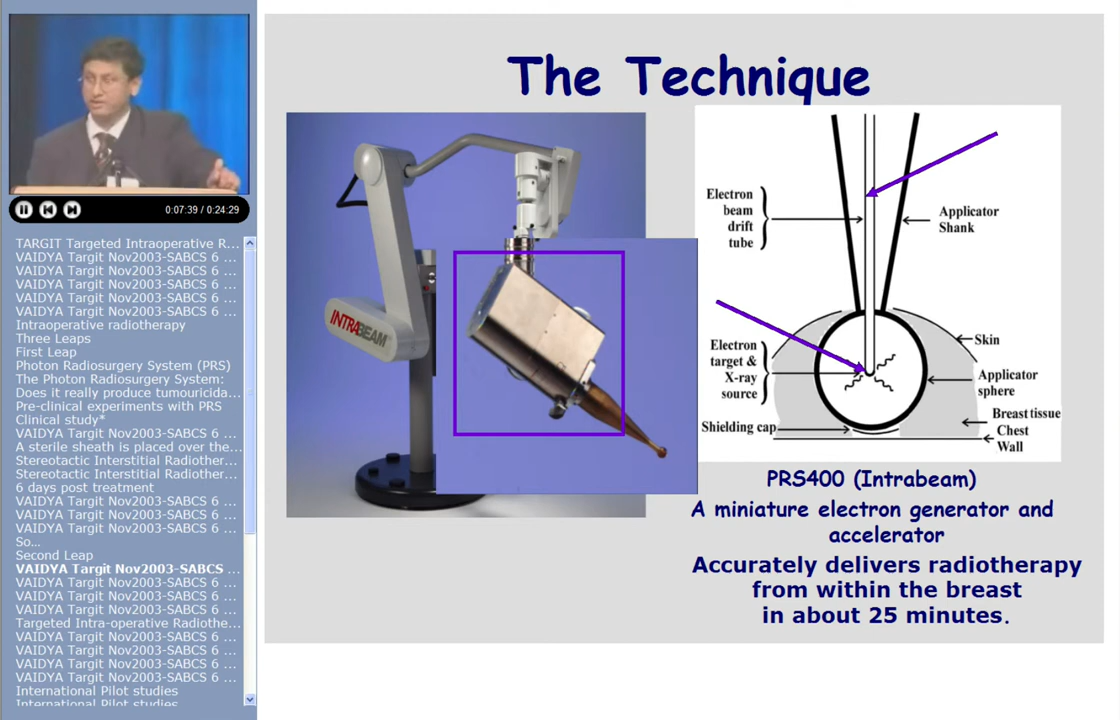 0:07:39 / 0:24:29
TARGIT Targeted Intraoperative R...
VAIDYA Targit Nov2003-SABCS 6 ...
VAIDYA Targit Nov2003-SABCS 6 ...
VAIDYA Targit Nov2003-SABCS 6 ...
VAIDYA Targit Nov2003-SABCS 6 ...
VAIDYA Targit Nov2003-SABCS 6 ...
Intraoperative radiotherapy
Three Leaps
First Leap
Photon Radiosurgery System (PRS)
The Photon Radiosurgery System:
Does it really produce tumouricida...
Pre-clinical experiments with PRS
Clinical study*
VAIDYA Targit Nov2003-SABCS 6 ...
A sterile sheath is placed over the...
Stereotactic Interstitial Radiother...
Stereotactic Interstitial Radiother...
6 days post treatment
VAIDYA Targit Nov2003-SABCS 6 ...
VAIDYA Targit Nov2003-SABCS 6 ...
VAIDYA Targit Nov2003-SABCS 6 ...
So...
Second Leap
VAIDYA Targit Nov2003-SABCS ...
VAIDYA Targit Nov2003-SABCS 6 ...
VAIDYA Targit Nov2003-SABCS 6 ...
VAIDYA Targit Nov2003-SABCS 6 ...
Targeted Intra-operative Radiothe...
VAIDYA Targit Nov2003-SABCS 6 ...
VAIDYA Targit Nov2003-SABCS 6 ...
VAIDYA Targit Nov2003-SABCS 6 ...
VAIDYA Targit Nov2003-SABCS 6 ...
International Pilot studies
International Pilot studies
The Technique
INTRABEAM
Electron
beam
drift
tube
Applicator
Shank
Electron
target &
X-ray
source
Skin
Applicator
sphere
Breast tissue
Chest
Wall
Shielding cap
PRS400 (Intrabeam)
A miniature electron generator and
accelerator
Accurately delivers radiotherapy
from within the breast
in about 25 minutes.